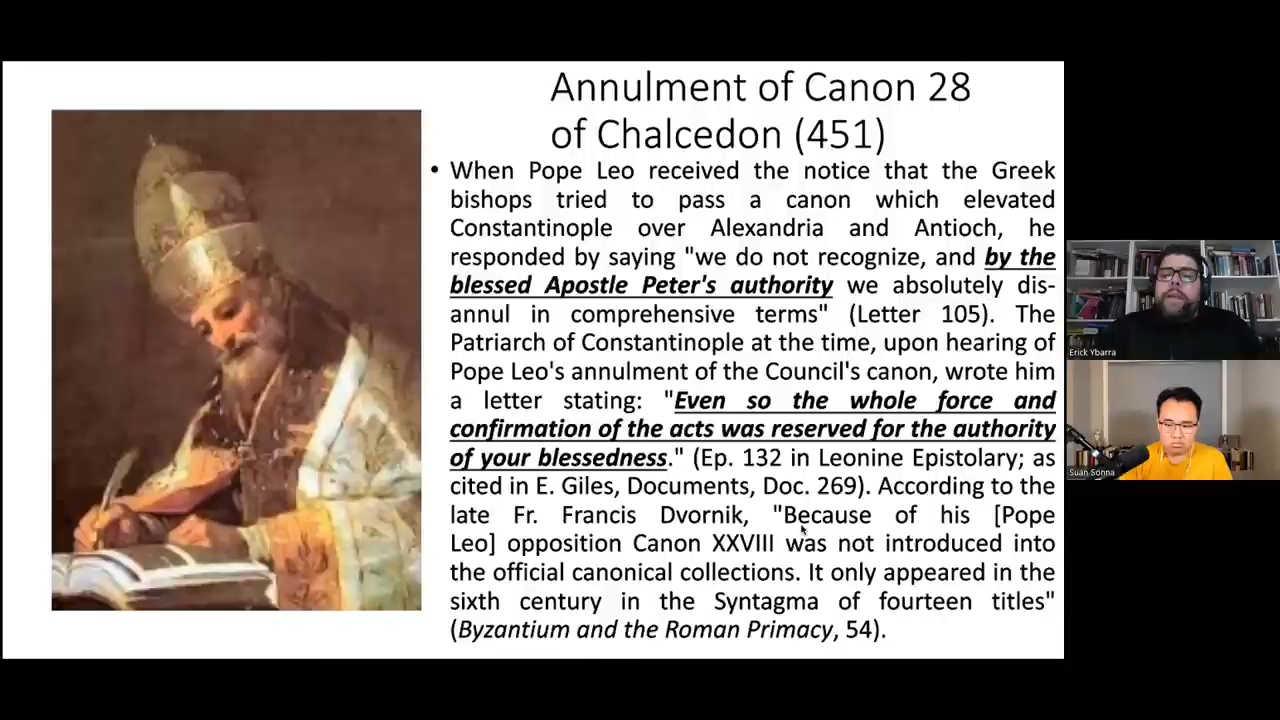 Annulment of Canon 28
of Chalcedon (451)
• When Pope Leo received the notice that the Greek
bishops tried to pass a canon which elevated
Constantinople over Alexandria and Antioch, he
responded by saying "we do not recognize, and by the
blessed Apostle Peter's authority we absolutely dis-
annul in comprehensive terms" (Letter 105). The
Patriarch of Constantinople at the time, upon hearing of
Pope Leo's annulment of the Council's canon, wrote him
a letter stating: "Even so the whole force and
confirmation of the acts was reserved for the authority
of your blessedness." (Ep. 132 in Leonine Epistolary; as
cited in E. Giles, Documents, Doc. 269). According to the
late Fr. Francis Dvornik, "Because of his [Pope
Leo] opposition Canon XXVIII was not introduced into
the official canonical collections. It only appeared in the
sixth century in the Syntagma of fourteen titles"
(Byzantium and the Roman Primacy, 54).
Erick Ybarra
Suan Sonna